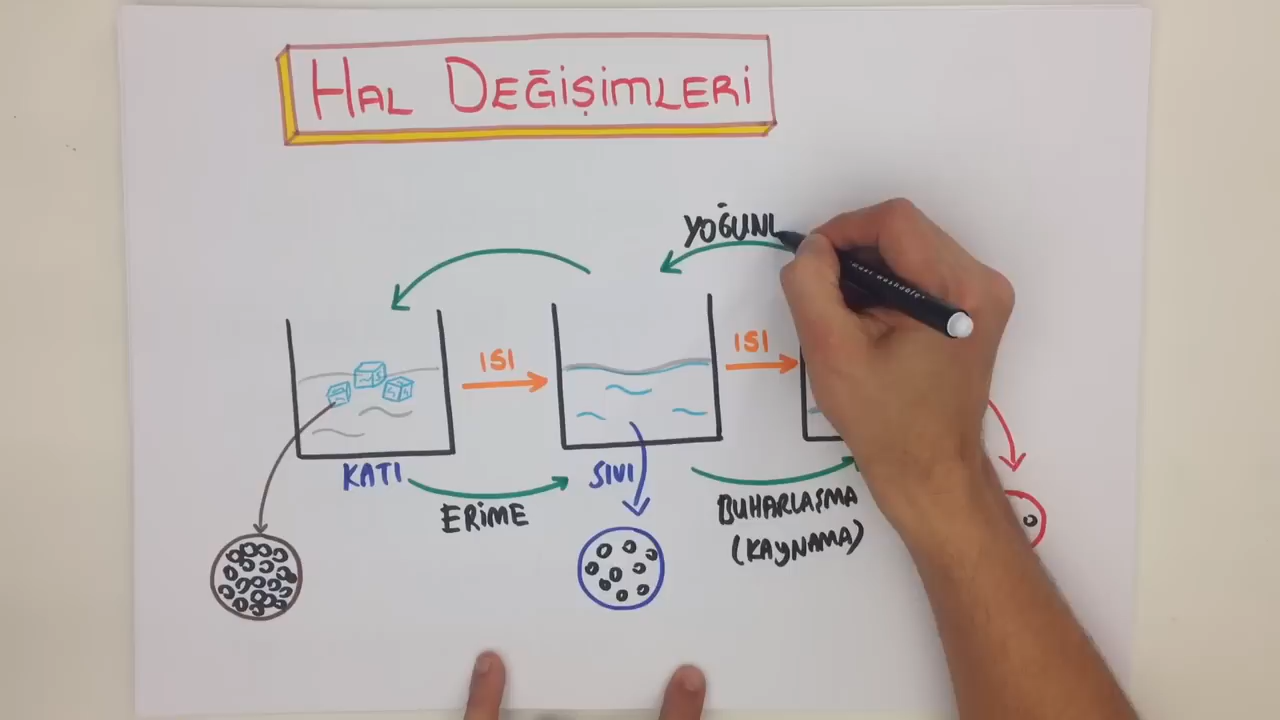 HAL DEĞİŞİMLERİ
YOĞUNL
ISI
ISI
KATI
SIVI
ERİME
BUHARLAŞMA
(KAYNAMA)